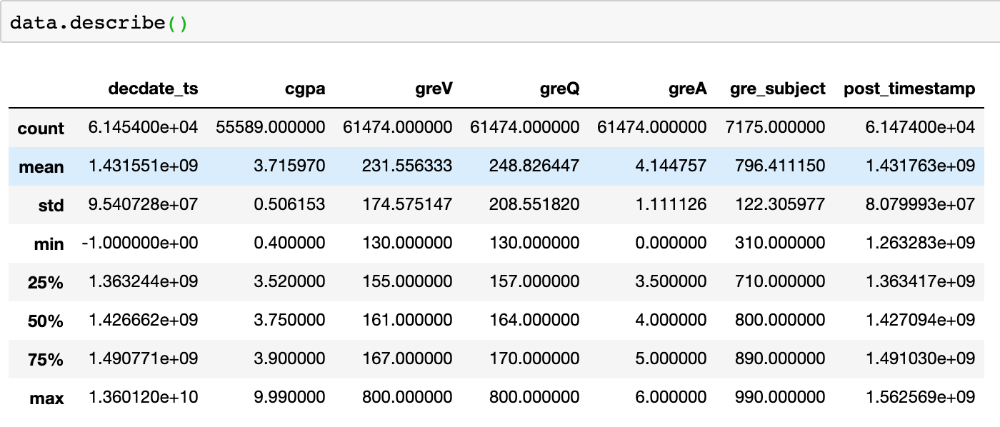 data.describe()
decdate_ts cgpa greV greQ greA gre_subject post_timestamp
count 6.145400e+04 55589.000000 61474.000000 61474.000000 61474.000000 7175.000000 6.147400e+04
mean 1.431551e+09 3.715970 231.556333 248.826447 4.144757 796.411150 1.431763e+09
std 9.540728e+07 0.506153 174.575147 208.551820 1.111126 122.305977 8.079993e+07
min -1.000000e+00 0.400000 130.000000 130.000000 0.000000 310.000000 1.263283e+09
25% 1.363244e+09 3.520000 155.000000 157.000000 3.500000 710.000000 1.363417e+09
50% 1.426662e+09 3.750000 161.000000 164.000000 4.000000 800.000000 1.427094e+09
75% 1.490771e+09 3.900000 167.000000 170.000000 5.000000 890.000000 1.491030e+09
max 1.360120e+10 9.990000 800.000000 800.000000 6.000000 990.000000 1.562569e+09